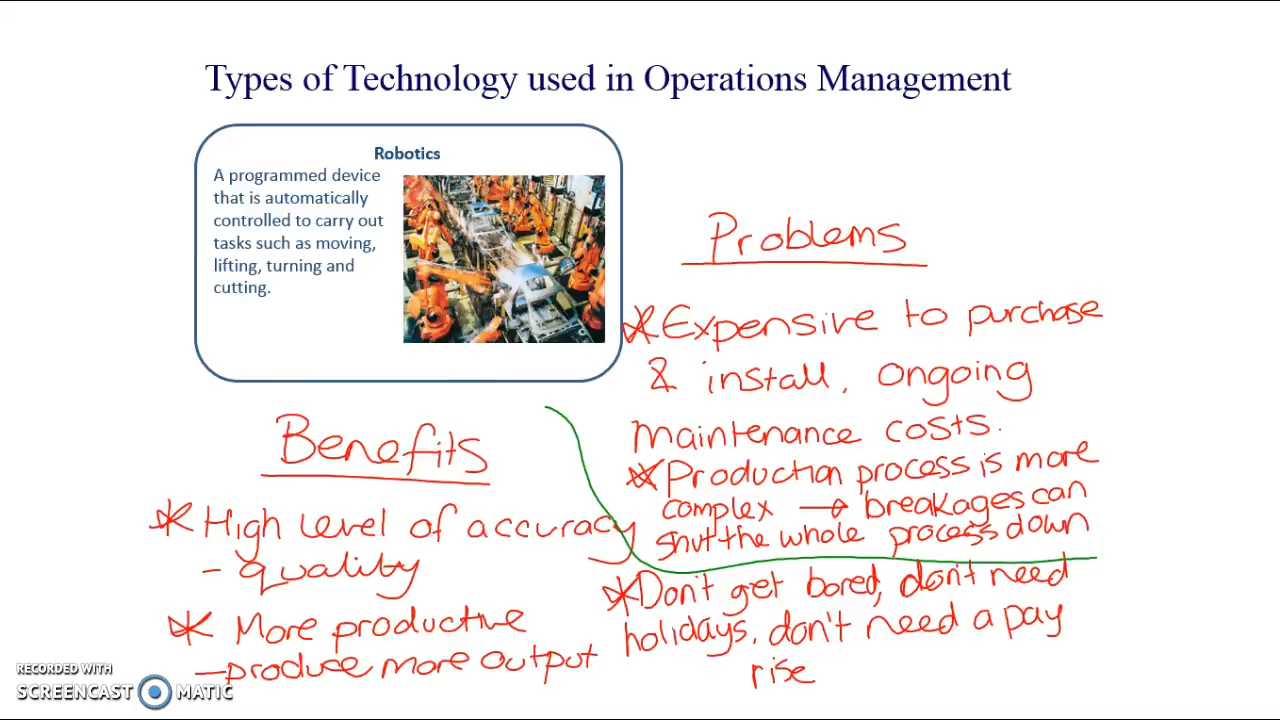 Types of Technology used in Operations Management
Robotics
A programmed device
that is automatically
controlled to carry out
tasks such as moving,
lifting, turning and
cutting.
Problems
*Expensive to purchase
& install, ongoing
maintenance costs.
*Production process is more
complex → breakages can
shut the whole process down
Benefits
* High level of accuracy
- quality
* More productive
- produce more output
*Don't get bored, don't need
holidays, don't need a pay
rise
RECORDED WITH
SCREENCAST MATIC